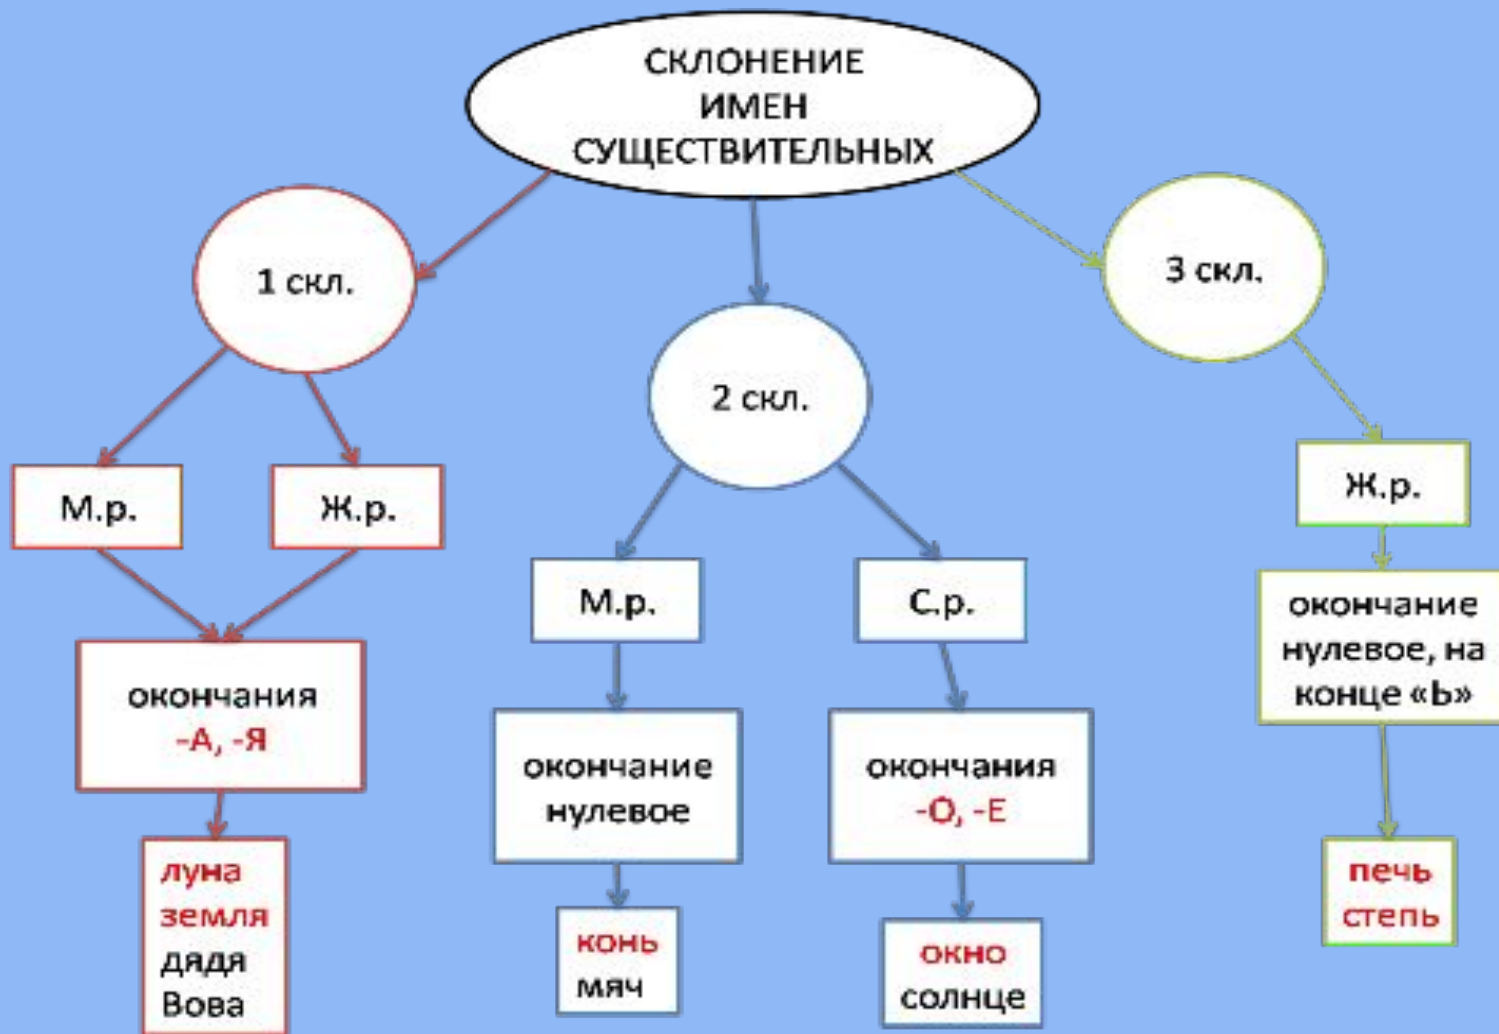 СКЛОНЕНИЕ
ИМЕН
СУЩЕСТВИТЕЛЬНЫХ
1 скл.
М.р.
Ж.р.
окончания
-А, -Я
луна
земля
дядя
Вова
2 скл.
М.р.
окончание
нулевое
конь
мяч
С.р.
окончания
-О, -Е
окно
солнце
3 скл.
Ж.р.
окончание
нулевое, на
конце «Ь»
печь
степь